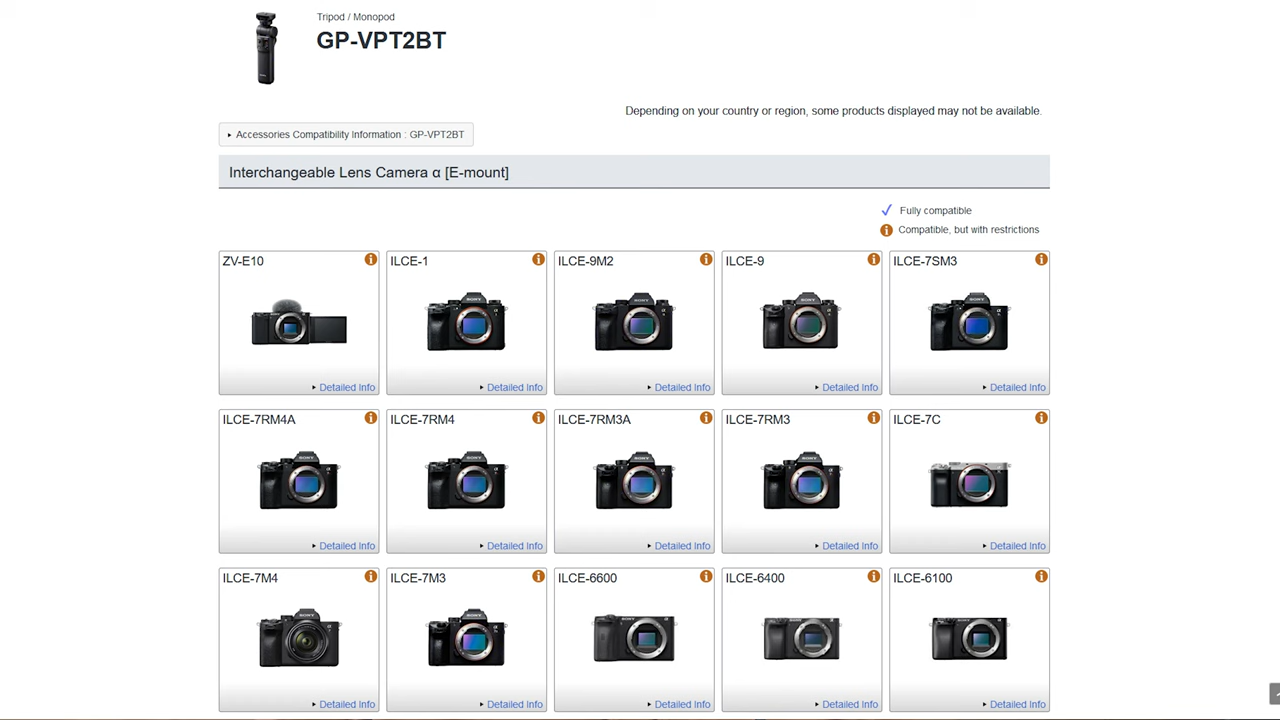 Tripod / Monopod
GP-VPT2BT
Depending on your country or region, some products displayed may not be available.
Accessories Compatibility Information : GP-VPT2BT
Interchangeable Lens Camera α [E-mount]
Fully compatible
Compatible, but with restrictions
ZV-E10
ILCE-1
ILCE-9M2
ILCE-9
ILCE-7SM3
Detailed Info
Detailed Info
Detailed Info
Detailed Info
Detailed Info
ILCE-7RM4A
ILCE-7RM4
ILCE-7RM3A
ILCE-7RM3
ILCE-7C
Detailed Info
Detailed Info
Detailed Info
Detailed Info
Detailed Info
ILCE-7M4
ILCE-7M3
ILCE-6600
ILCE-6400
ILCE-6100
Detailed Info
Detailed Info
Detailed Info
Detailed Info
Detailed Info